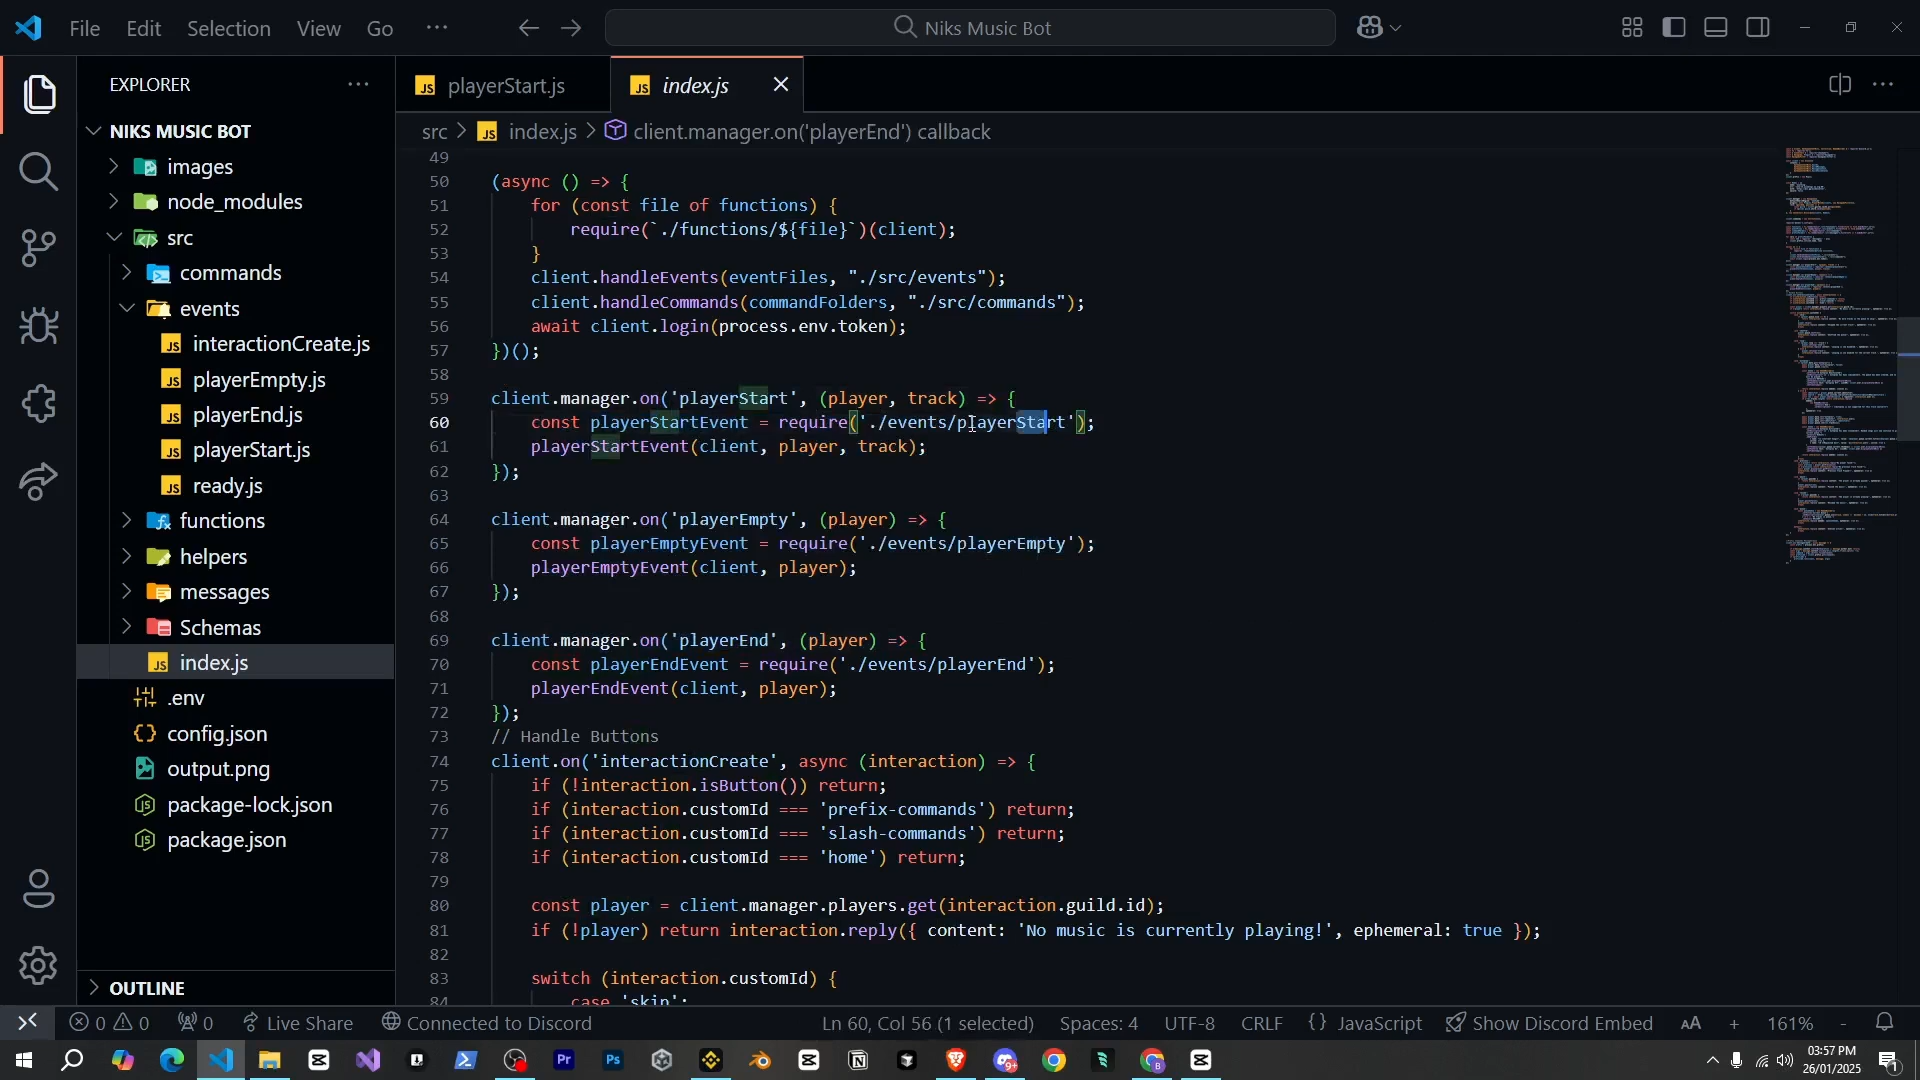 File Edit Selection View Go ··· Niks Music Bot
EXPLORER ···
NIKS MUSIC BOT
images
node_modules
src
commands
events
interactionCreate.js
playerEmpty.js
playerEnd.js
playerStart.js
ready.js
functions
helpers
messages
Schemas
index.js
.env
config.json
output.png
package-lock.json
package.json
OUTLINE
playerStart.js index.js
src > index.js > client.manager.on('playerEnd') callback
49
50 (async () => {
51 for (const file of functions) {
52 require(`./functions/${file}`)(client);
53 }
54 client.handleEvents(eventFiles, "./src/events");
55 client.handleCommands(commandFolders, "./src/commands");
56 await client.login(process.env.token);
57 })();
58
59 client.manager.on('playerStart', (player, track) => {
60 const playerStartEvent = require('./events/playerStart');
61 playerStartEvent(client, player, track);
62 });
63
64 client.manager.on('playerEmpty', (player) => {
65 const playerEmptyEvent = require('./events/playerEmpty');
66 playerEmptyEvent(client, player);
67 });
68
69 client.manager.on('playerEnd', (player) => {
70 const playerEndEvent = require('./events/playerEnd');
71 playerEndEvent(client, player);
72 });
73 // Handle Buttons
74 client.on('interactionCreate', async (interaction) => {
75 if (!interaction.isButton()) return;
76 if (interaction.customId === 'prefix-commands') return;
77 if (interaction.customId === 'slash-commands') return;
78 if (interaction.customId === 'home') return;
79
80 const player = client.manager.players.get(interaction.guild.id);
81 if (!player) return interaction.reply({ content: 'No music is currently playing!', ephemeral: true });
82
83 switch (interaction.customId) {
84 case 'skip':
0 0 0 Live Share Connected to Discord Ln 60, Col 56 (1 selected) Spaces: 4 UTF-8 CRLF {} JavaScript Show Discord Embed AA + 161% -
03:57 PM
26/01/2025